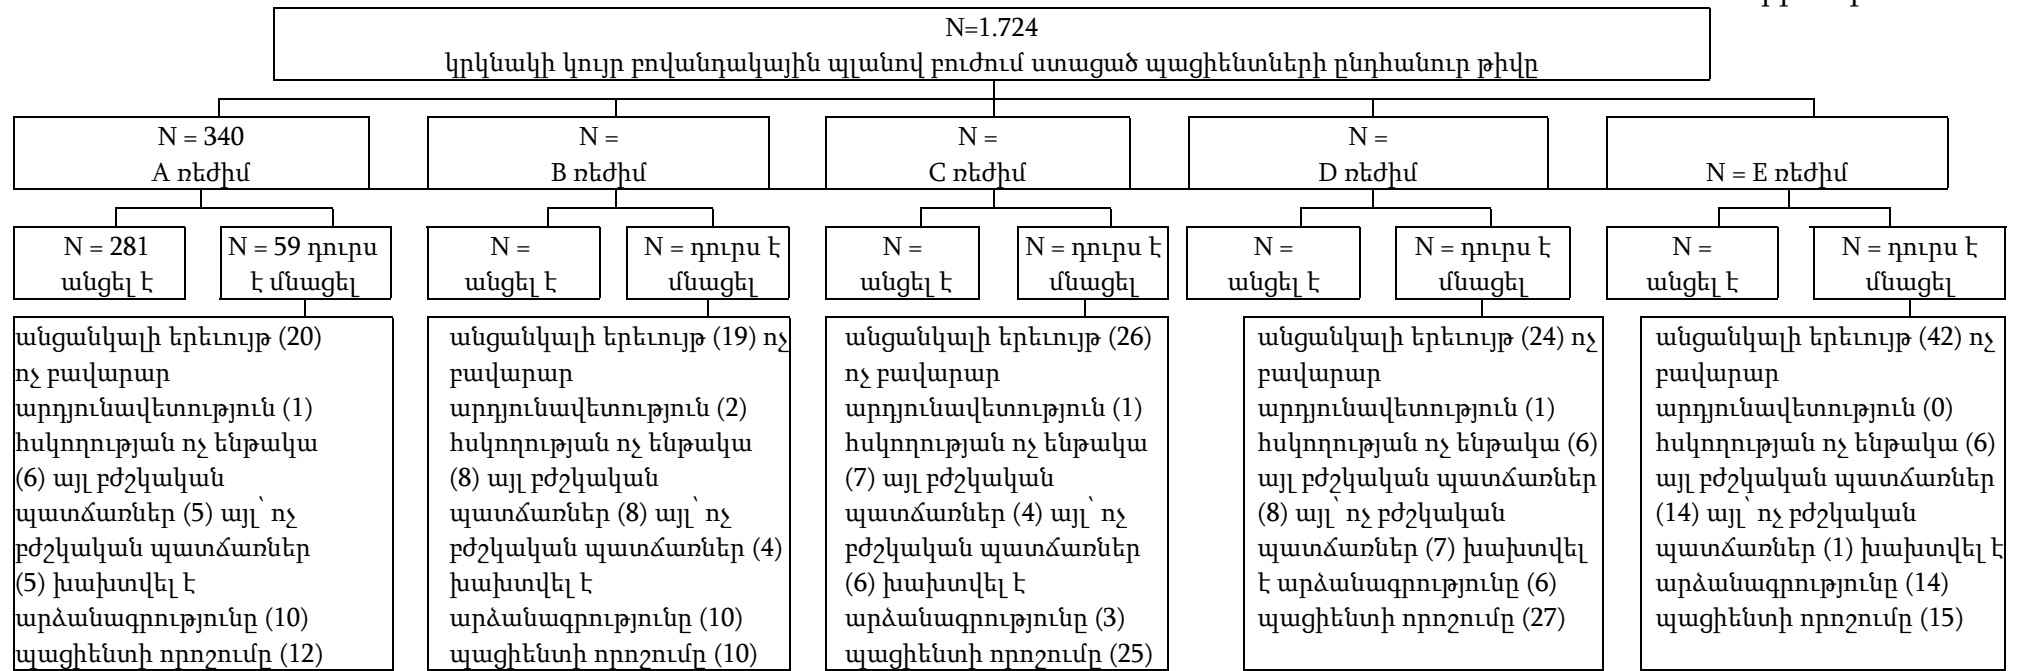 N=1.724
կրկնակի կույր բովանդակային պլանով բուժում ստացած պացիենտների ընդհանուր թիվը
N = 340
A ռեժիմ
N =
B ռեժիմ
N =
C ռեժիմ
N =
D ռեժիմ
N = E ռեժիմ
N = 281
անցել է
N = 59 դուրս
է մնացել
N =
անցել է
N = դուրս է
մնացել
N =
անցել է
N = դուրս է
մնացել
N =
անցել է
N = դուրս է
մնացել
N =
անցել է
N = դուրս է
մնացել
անցանկալի երեւույթ (20)
ոչ բավարար
արդյունավետություն (1)
հսկողության ոչ ենթակա
(6) այլ բժշկական
պատճառներ (5) այլ՝ ոչ
բժշկական պատճառներ
(5) խախտվել է
արձանագրությունը (10)
պացիենտի որոշումը (12)
անցանկալի երեւույթ (19) ոչ
բավարար
արդյունավետություն (2)
հսկողության ոչ ենթակա
(8) այլ բժշկական
պատճառներ (8) այլ՝ ոչ
բժշկական պատճառներ (4)
խախտվել է
արձանագրությունը (10)
պացիենտի որոշումը (10)
անցանկալի երեւույթ (26)
ոչ բավարար
արդյունավետություն (1)
հսկողության ոչ ենթակա
(7) այլ բժշկական
պատճառներ (4) այլ՝ ոչ
բժշկական պատճառներ
(6) խախտվել է
արձանագրությունը (3)
պացիենտի որոշումը (25)
անցանկալի երեւույթ (24) ոչ
բավարար
արդյունավետություն (1)
հսկողության ոչ ենթակա (6)
այլ բժշկական պատճառներ
(8) այլ՝ ոչ բժշկական
պատճառներ (7) խախտվել
է արձանագրությունը (6)
պացիենտի որոշումը (27)
անցանկալի երեւույթ (42) ոչ
բավարար
արդյունավետություն (0)
հսկողության ոչ ենթակա (6)
այլ բժշկական պատճառներ
(14) այլ՝ ոչ բժշկական
պատճառներ (1) խախտվել է
արձանագրությունը (14)
պացիենտի որոշումը (15)